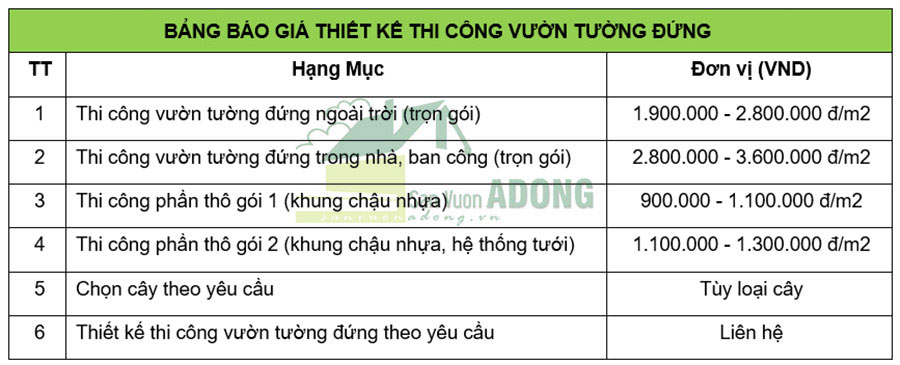 BẢNG BÁO GIÁ THIẾT KẾ THI CÔNG VƯỜN TƯỜNG ĐỨNG
TT Hạng Mục Đơn vị (VND)
1 Thi công vườn tường đứng ngoài trời (trọn gói) 1.900.000 - 2.800.000 đ/m2
2 Thi công vườn tường đứng trong nhà, ban công (trọn gói) 2.800.000 - 3.600.000 đ/m2
3 Thi công phần thô gói 1 (khung chậu nhựa) 900.000 - 1.100.000 đ/m2
San Vuon ADONG
sanvuonadong.vn
4 Thi công phần thô gói 2 (khung chậu nhựa, hệ thống tưới) 1.100.000 - 1.300.000 đ/m2
5 Chọn cây theo yêu cầu Tùy loại cây
6 Thiết kế thi công vườn tường đứng theo yêu cầu Liên hệ